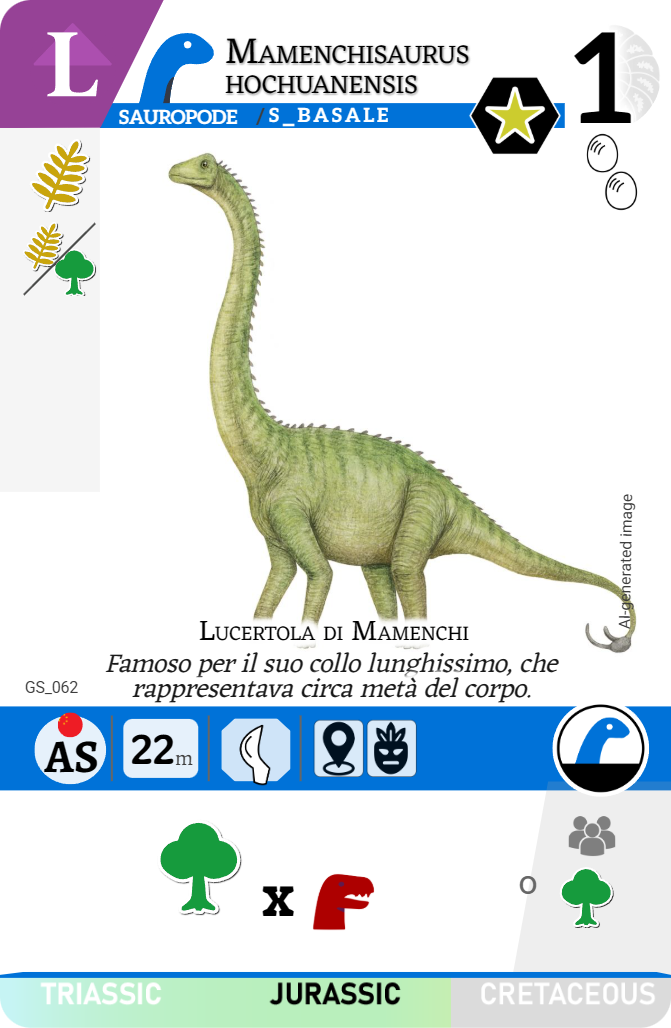 L
Mamenchisaurus
hochuanensis
1
SAUROPODE / S_BASALE
AI-generated image
Lucertola di Mamenchi
Famoso per il suo collo lunghissimo, che
rappresentava circa metà del corpo.
GS_062
AS
22m
x
O
TRIASSIC JURASSIC CRETACEOUS